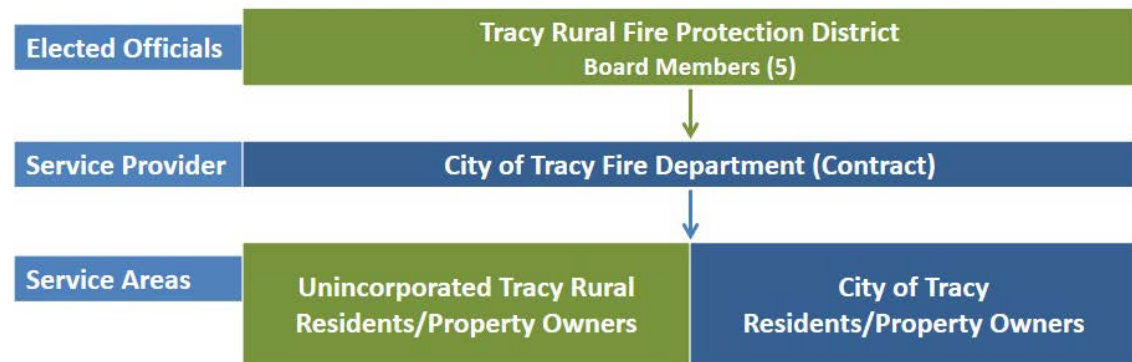 Elected Officials
Tracy Rural Fire Protection District
Board Members (5)
Service Provider
City of Tracy Fire Department (Contract)
Service Areas
Unincorporated Tracy Rural
Residents/Property Owners
City of Tracy
Residents/Property Owners